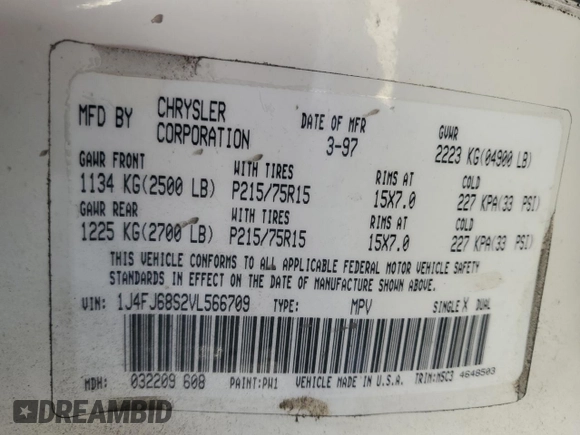 MFD BY CHRYSLER CORPORATION DATE OF MFR 3-97 GVWR 2223 KG(04900 LB)
GAWR FRONT WITH TIRES RIMS AT COLD
1134 KG(2500 LB) P215/75R15 15X7.0 227 KPA(33 PSI)
GAWR REAR WITH TIRES RIMS AT COLD
1225 KG(2700 LB) P215/75R15 15X7.0 227 KPA(33 PSI)
THIS VEHICLE CONFORMS TO ALL APPLICABLE FEDERAL MOTOR VEHICLE SAFETY
STANDARDS IN EFFECT ON THE DATE OF MANUFACTURE SHOWN ABOVE.
VIN: 1J4FJ68S2VL566709 TYPE: MPV SINGLE X DUAL
MDH: 032209 608 PAINT:PW1 VEHICLE MADE IN U.S.A. TRIM:M5C3 4648503
DREAMBID